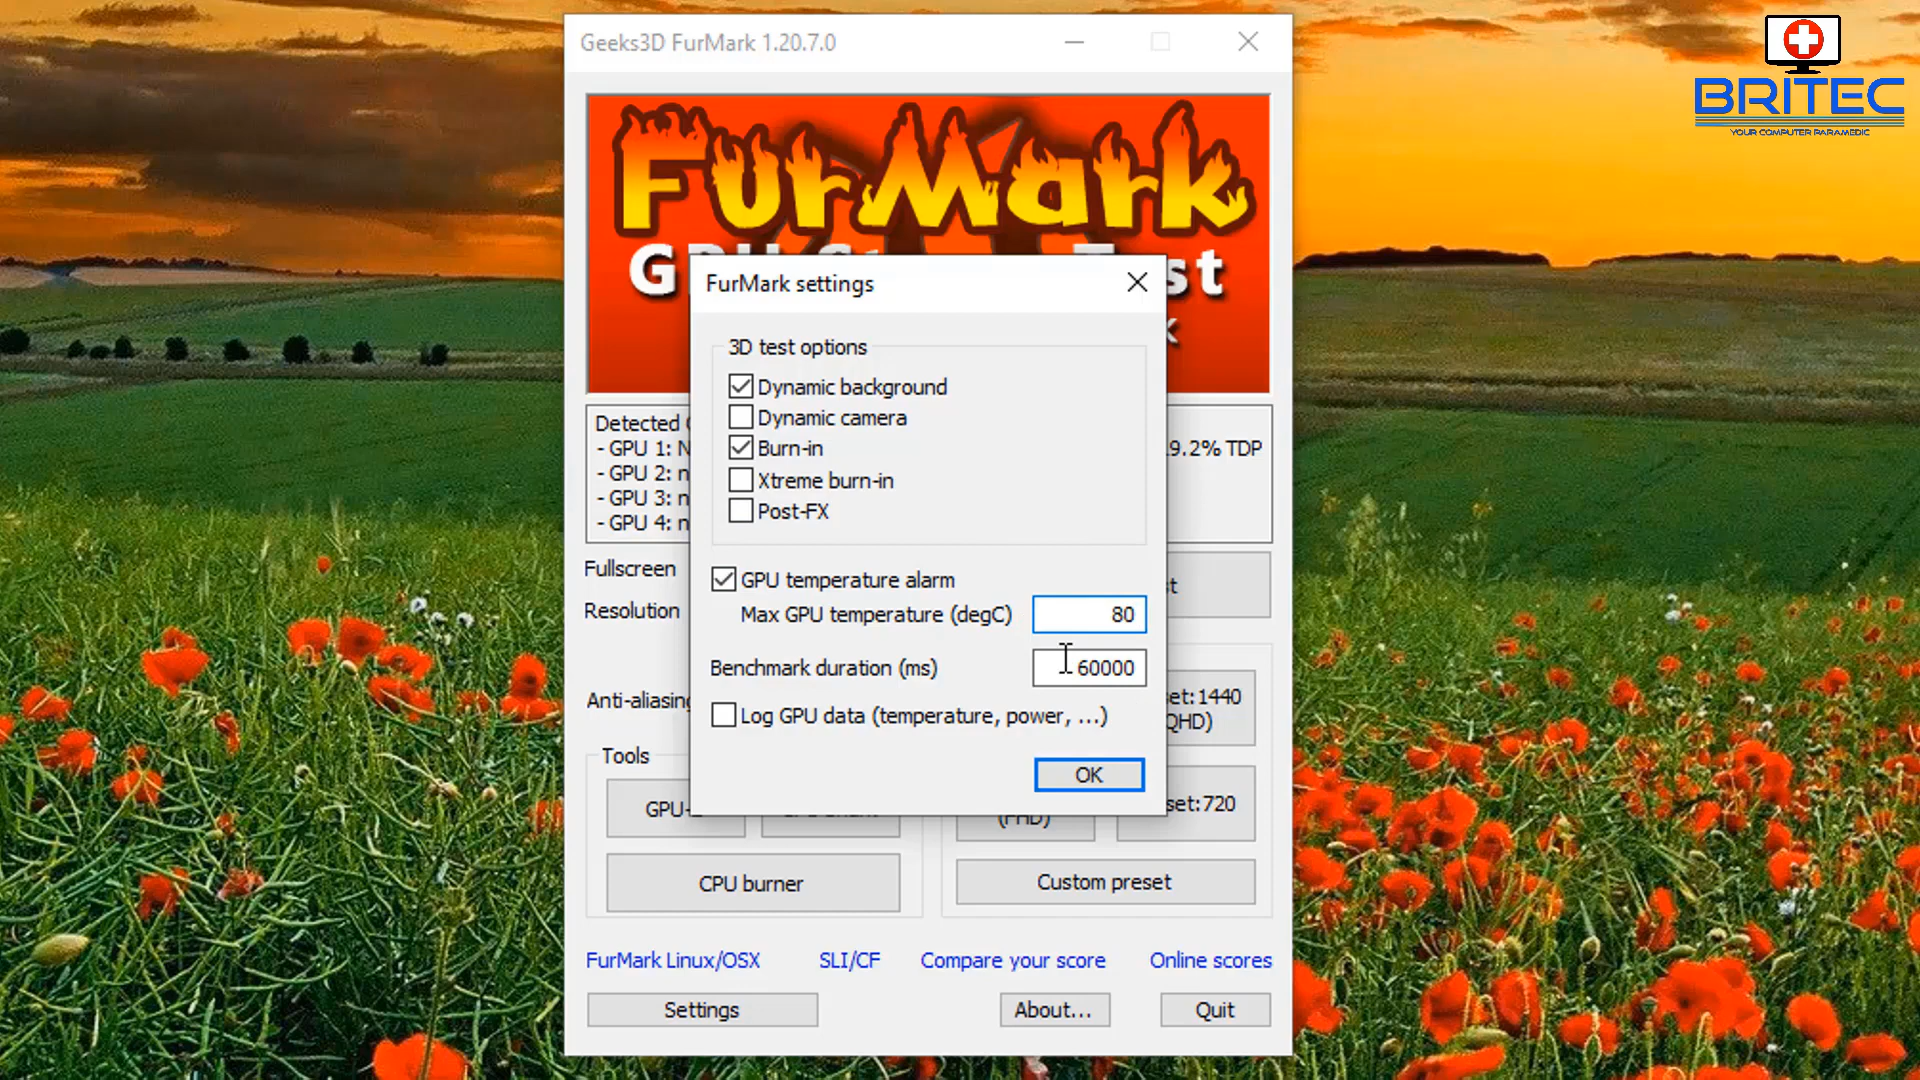 Geeks3D FurMark 1.20.7.0
BRITEC
YOUR COMPUTER PARAMEDIC
FurMark
G st
FurMark settings
3D test options
Dynamic background
Dynamic camera
Burn-in
Xtreme burn-in
Post-FX
Detected
- GPU 1: N 9.2% TDP
- GPU 2: n
- GPU 3: n
- GPU 4: n
Fullscreen
GPU temperature alarm
Resolution
Max GPU temperature (degC) 80
Benchmark duration (ms) 60000
Anti-aliasing
set:1440
QHD)
Log GPU data (temperature, power, ...)
Tools
OK
GPU-
set:720
(FHD)
CPU burner
Custom preset
FurMark Linux/OSX SLI/CF Compare your score Online scores
Settings About... Quit